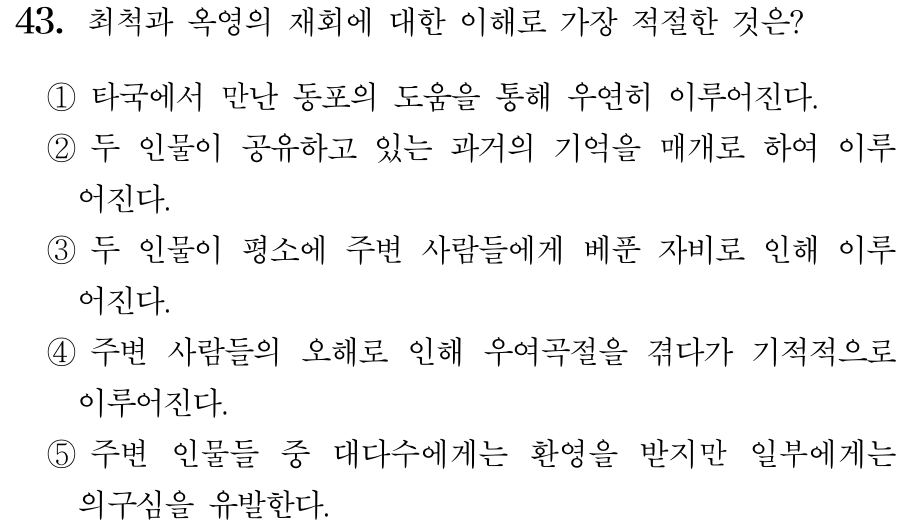 43. 최척과 옥영의 재회에 대한 이해로 가장 적절한 것은?
① 타국에서 만난 동포의 도움을 통해 우연히 이루어진다.
② 두 인물이 공유하고 있는 과거의 기억을 매개로 하여 이루
어진다.
③ 두 인물이 평소에 주변 사람들에게 베푼 자비로 인해 이루
어진다.
④ 주변 사람들의 오해로 인해 우여곡절을 겪다가 기적적으로
이루어진다.
⑤ 주변 인물들 중 대다수에게는 환영을 받지만 일부에게는
의구심을 유발한다.